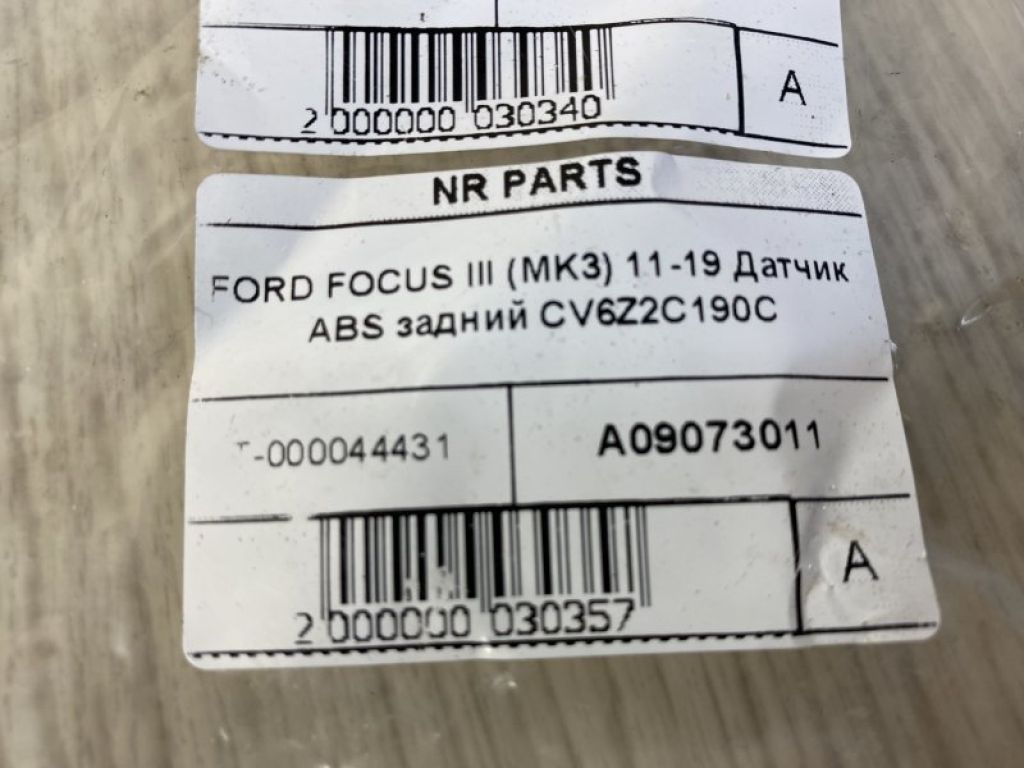 2 000000 030340
A
NR PARTS
FORD FOCUS III (MK3) 11-19 Датчик
ABS задний CV6Z2C190C
-000044431
A09073011
2 000000 030357
A